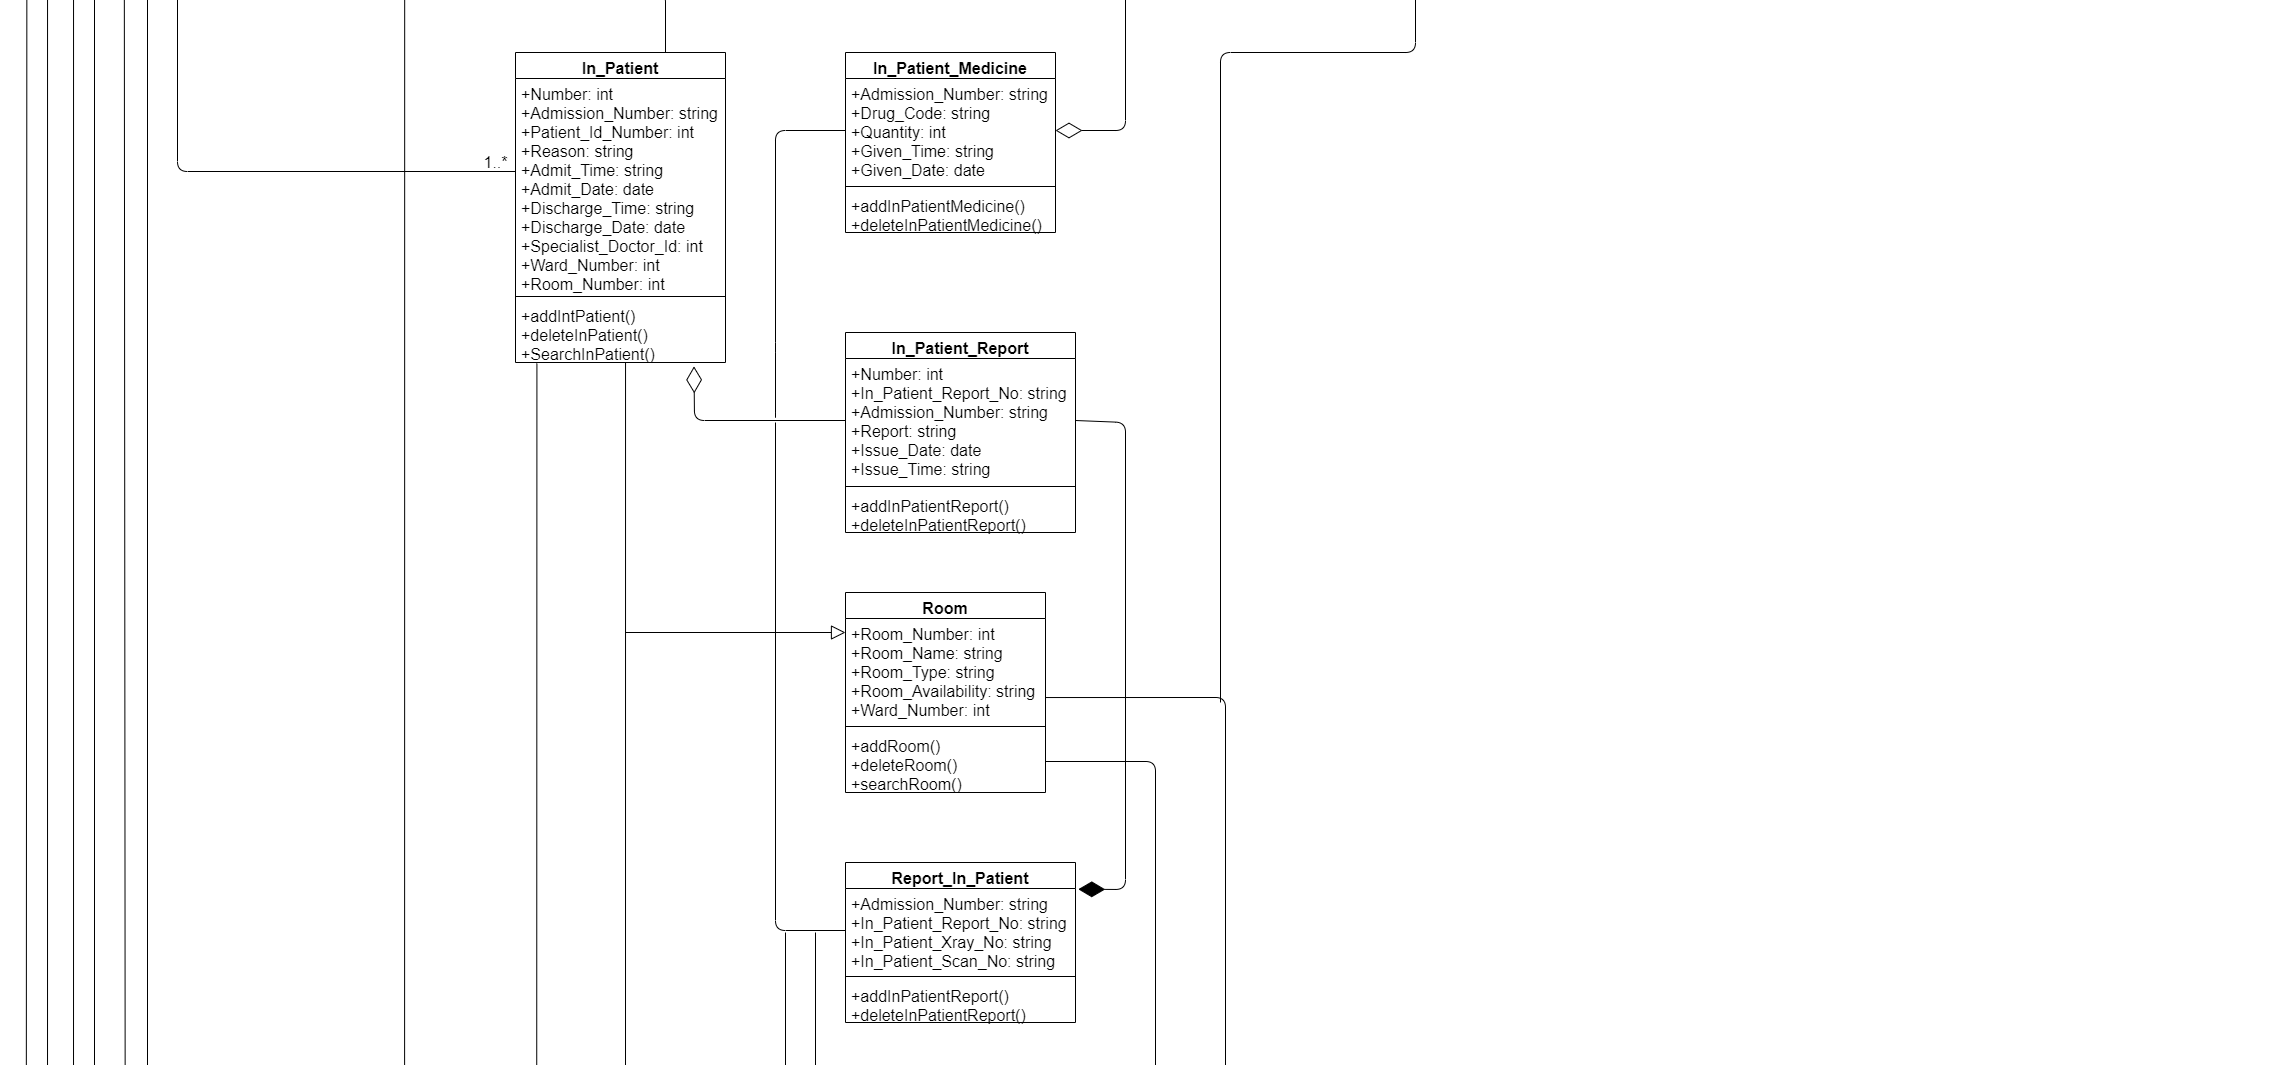 1..*
In_Patient
+Number: int
+Admission_Number: string
+Patient_Id_Number: int
+Reason: string
+Admit_Time: string
+Admit_Date: date
+Discharge_Time: string
+Discharge_Date: date
+Specialist_Doctor_Id: int
+Ward_Number: int
+Room_Number: int
+addIntPatient()
+deleteInPatient()
+SearchInPatient()
In_Patient_Medicine
+Admission_Number: string
+Drug_Code: string
+Quantity: int
+Given_Time: string
+Given_Date: date
+addInPatientMedicine()
+deleteInPatientMedicine()
In_Patient_Report
+Number: int
+In_Patient_Report_No: string
+Admission_Number: string
+Report: string
+Issue_Date: date
+Issue_Time: string
+addInPatientReport()
+deleteInPatientReport()
Room
+Room_Number: int
+Room_Name: string
+Room_Type: string
+Room_Availability: string
+Ward_Number: int
+addRoom()
+deleteRoom()
+searchRoom()
Report_In_Patient
+Admission_Number: string
+In_Patient_Report_No: string
+In_Patient_Xray_No: string
+In_Patient_Scan_No: string
+addInPatientReport()
+deleteInPatientReport()